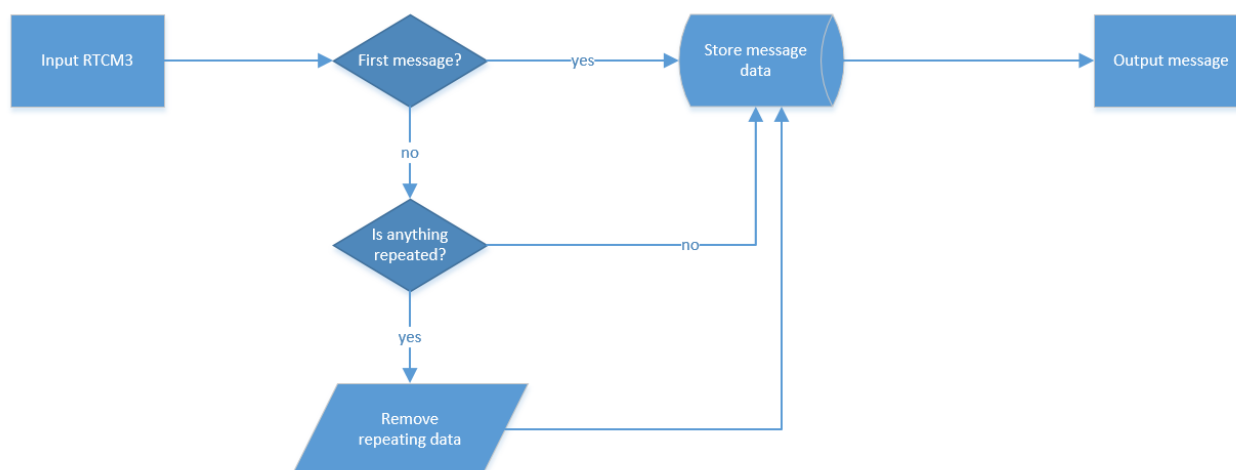 Input RTCM3
First message?
yes
Store message
data
Output message
no
Is anything
repeated?
no
yes
Remove
repeating data